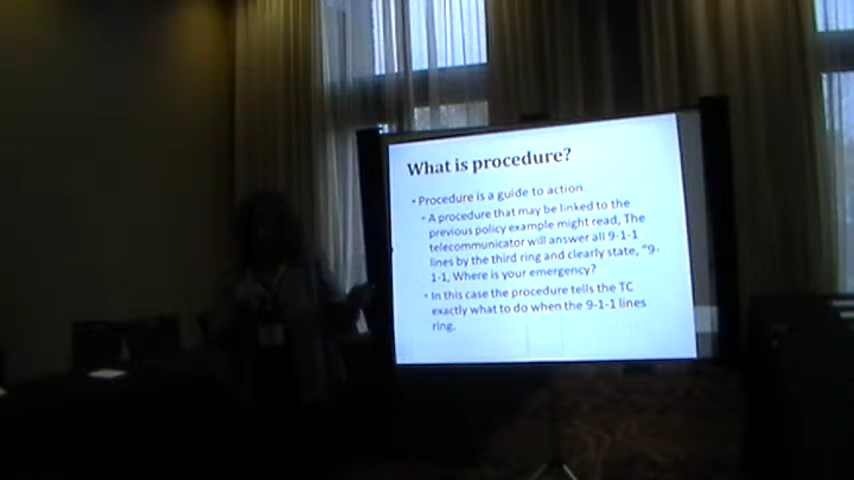 What is procedure?
• Procedure is a guide to action.
• A procedure that may be linked to the
previous policy example might read, The
telecommunicator will answer all 9-1-1
lines by the third ring and clearly state, "9-
1-1, Where is your emergency?
• In this case the procedure tells the TC
exactly what to do when the 9-1-1 lines
ring.